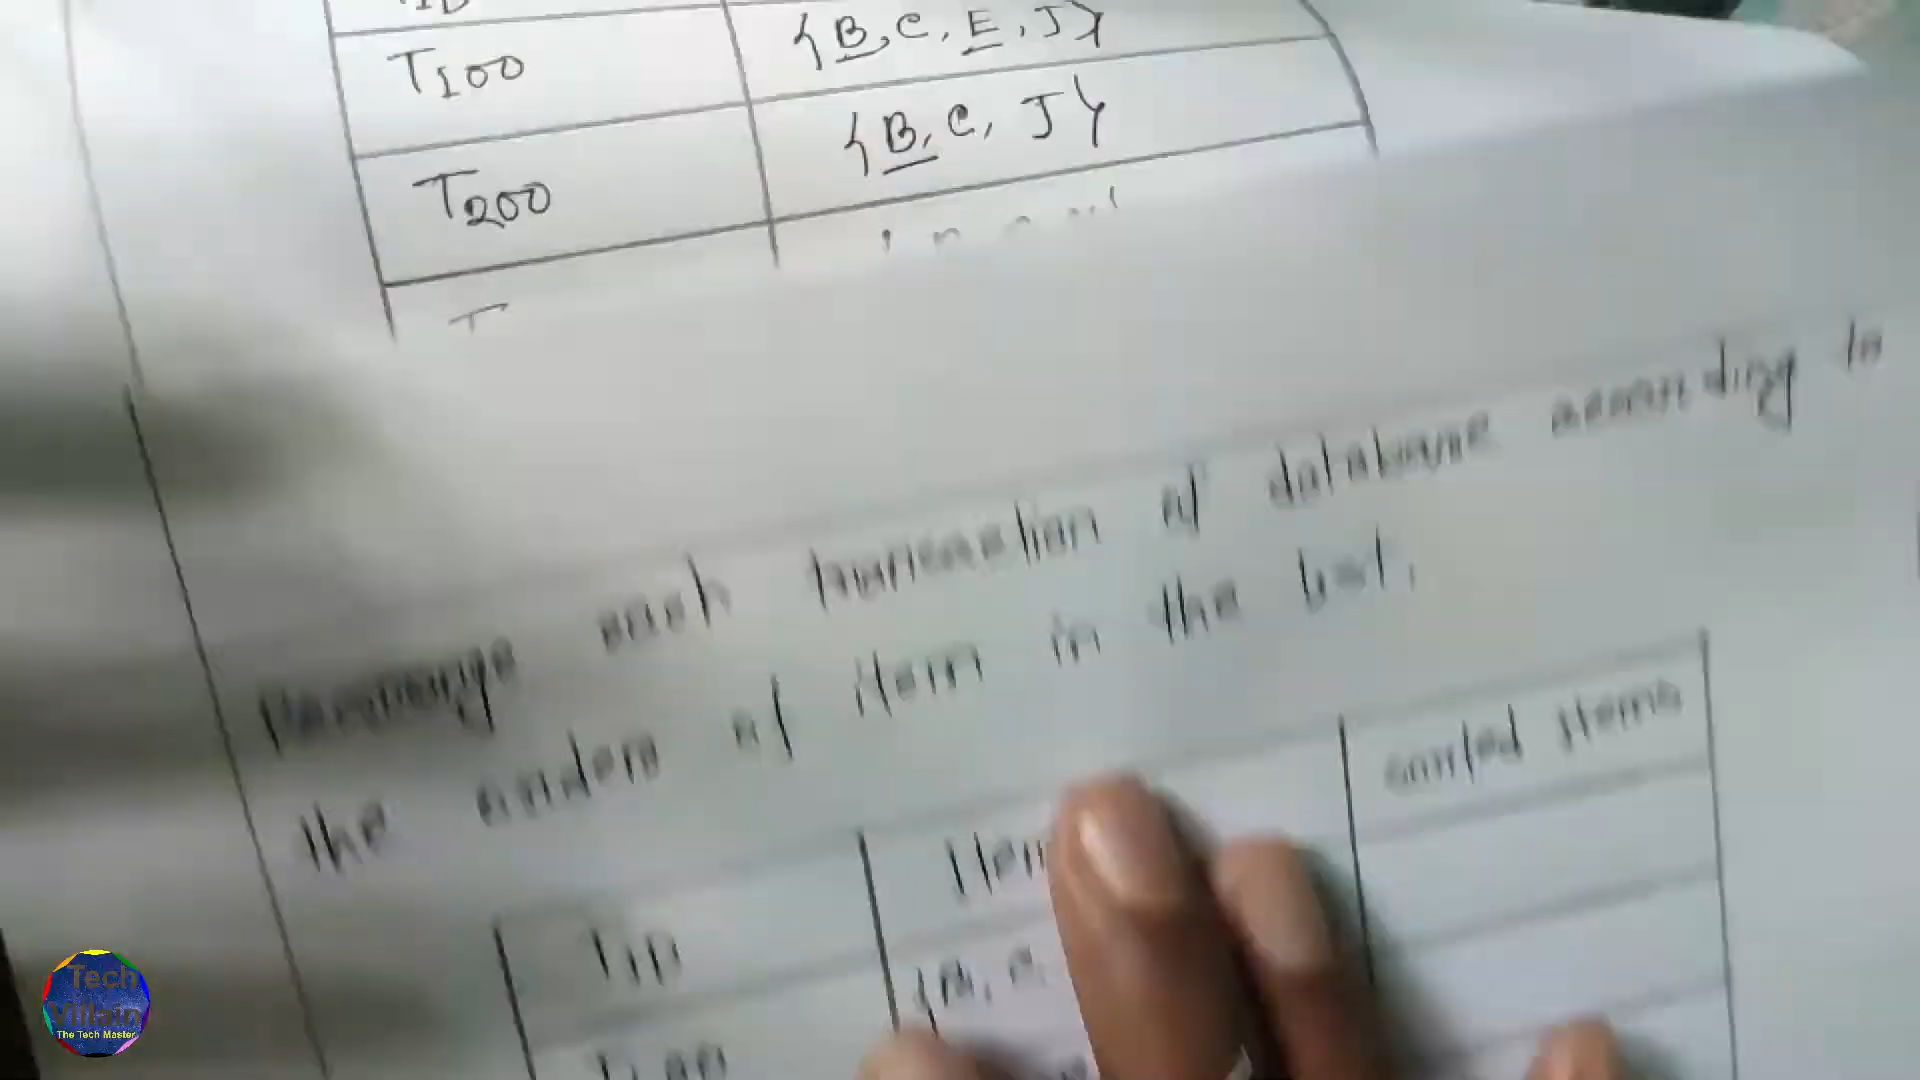 T100 {B, C, E, J}
T200 {B, C, J}
Rearrange each transaction of database according to
the order of item in the list.
TID sorted items
Tech
Villain
The Tech Master